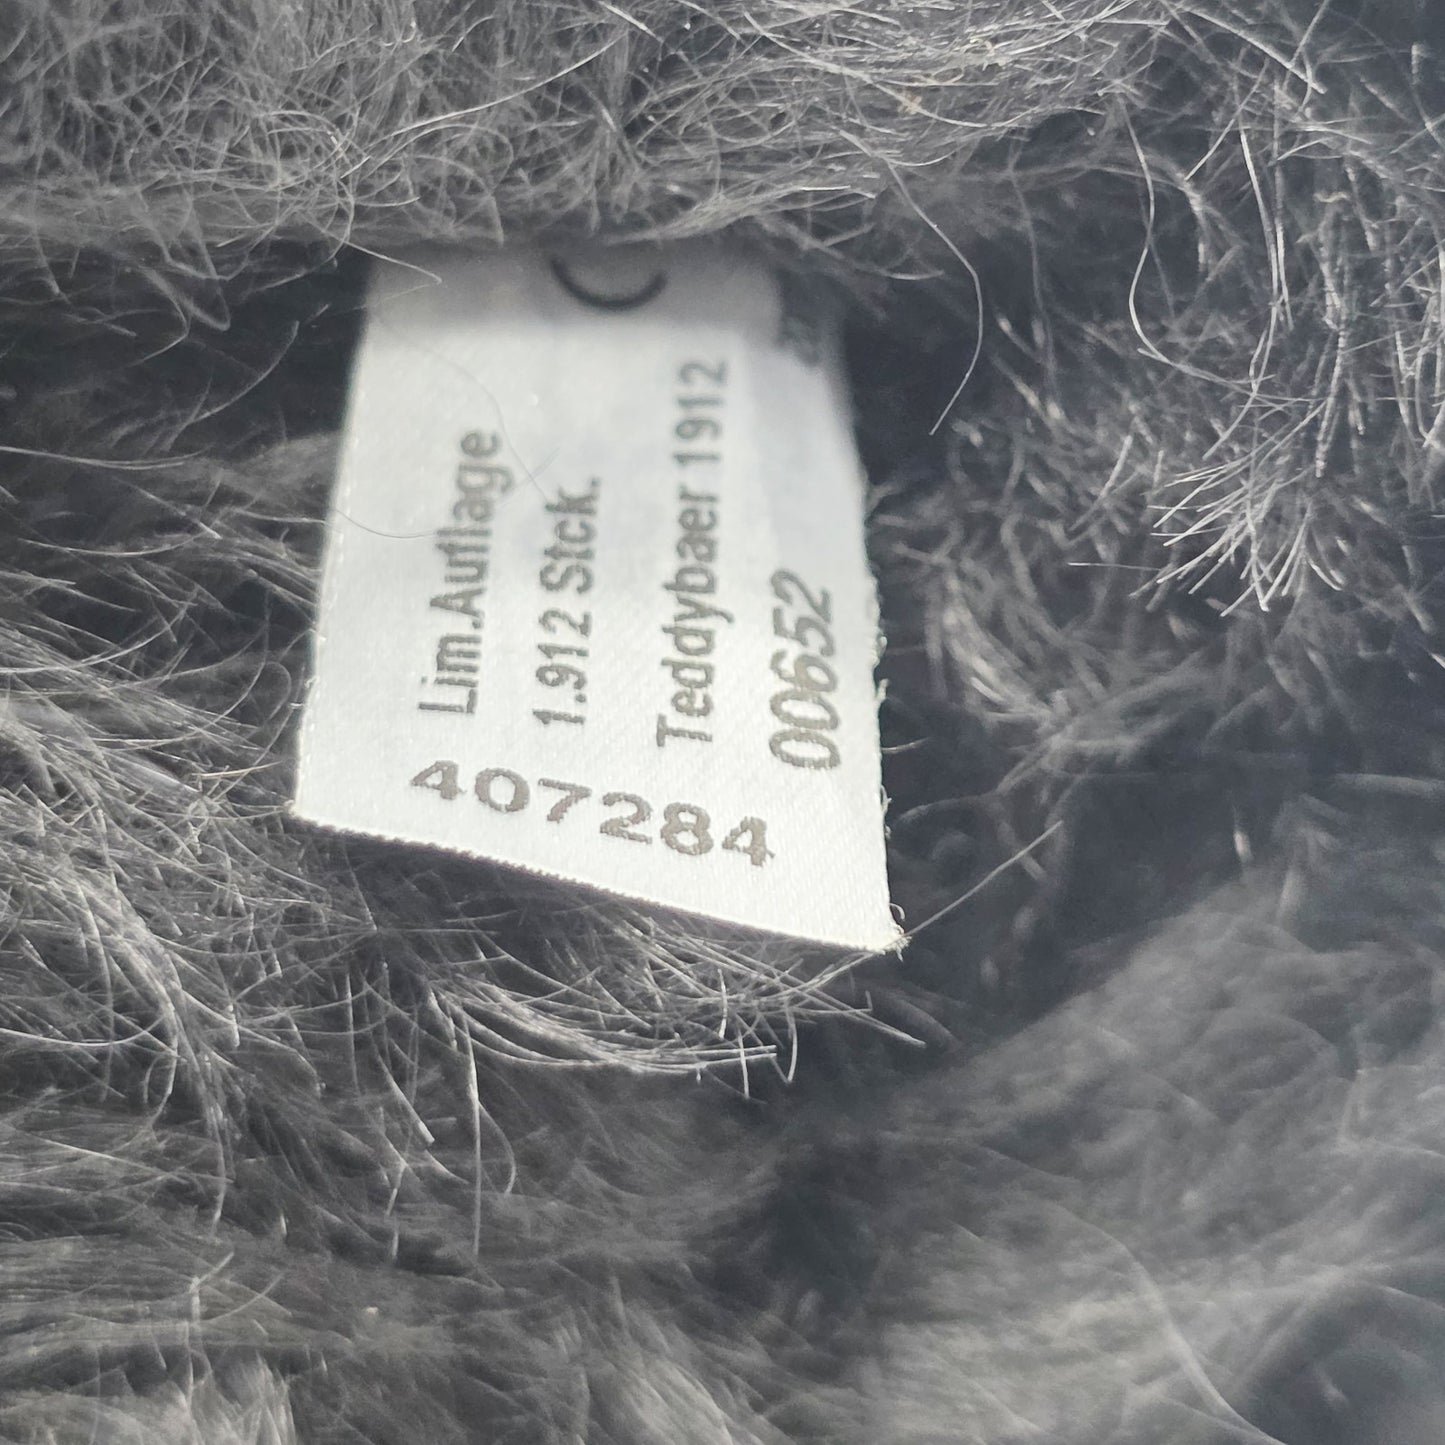 Lim.Auflage
1.912 Stck.
Teddybaer 1912
00652
407284